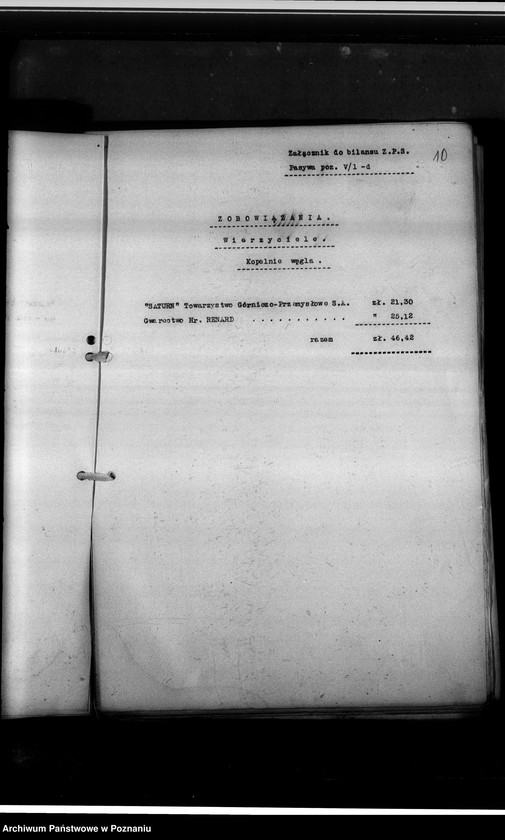 Załącznik do bilansu Z.P.S.
Pasywa poz. V/1 -d
10
ZOBOWIĄZANIA.
Wierzyciele.
Kopalnie węgla.
"SATURN" Towarzystwo Górniczo-Przemysłowe S.A. zł. 21,30
Gwarectwo Hr. RENARD . . . . . . . . . . . " 25,12
razem zł. 46,42
Archiwum Państwowe w Poznaniu